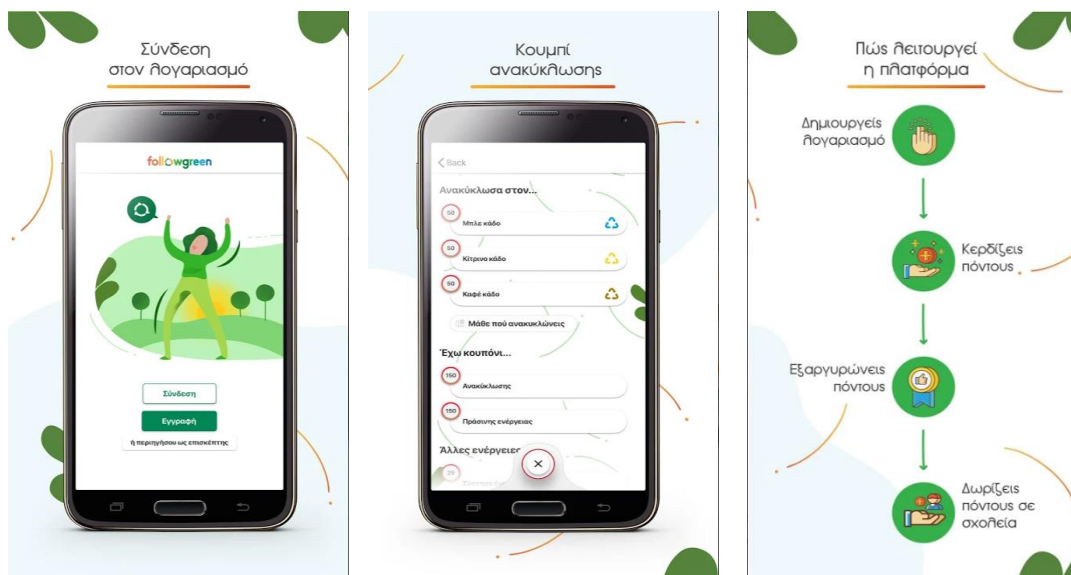 Σύνδεση
στον λογαριασμό
followgreen
Σύνδεση
Εγγραφή
ή περιηγήσου ως επισκέπτης
Κουμπί
ανακύκλωσης
< Back
Ανακύκλωσα στον...
50
Μπλε κάδο
50
Κίτρινο κάδο
50
Καφέ κάδο
Μάθε πού ανακυκλώνεις
Έχω κουπόνι...
150
Ανακύκλωσης
150
Πράσινης ενέργειας
Άλλες ενέργειες
Πώς λειτουργεί
η πλατφόρμα
Δημιουργείς
λογαριασμό
Κερδίζεις
πόντους
Εξαργυρώνεις
πόντους
Δωρίζεις
πόντους σε
σχολεία